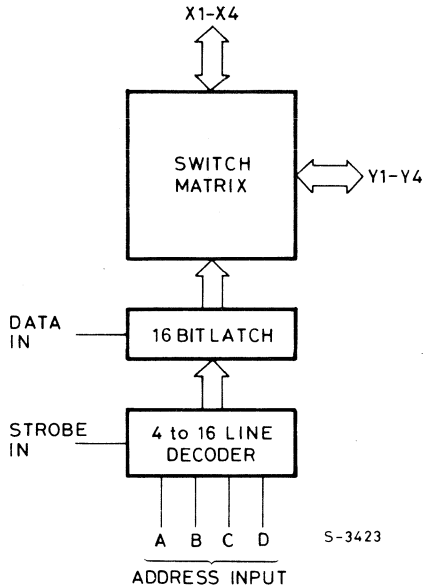 X1-X4
SWITCH
MATRIX
Y1-Y4
DATA
IN
16 BIT LATCH
STROBE
IN
4 to 16 LINE
DECODER
A B C D
S-3423
ADDRESS INPUT